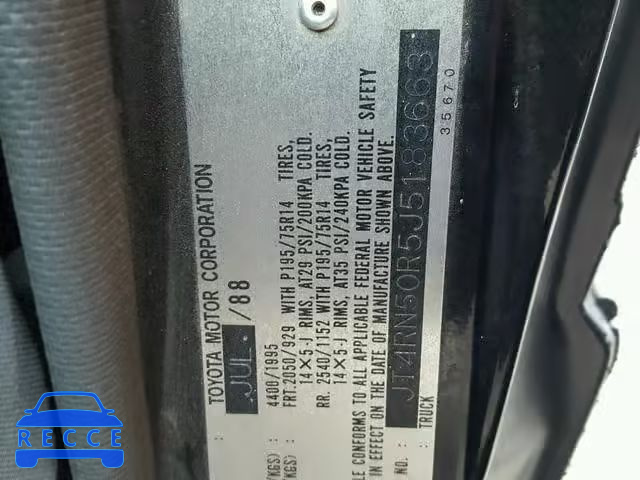 TOYOTA MOTOR CORPORATION
: JUL. / 88
: 4400/1995
(KGS) FRT. 2050/929 WITH P195/75R14 TIRES,
14×5-J RIMS, AT29 PSI/200KPA COLD.
(KGS) RR. 2540/1152 WITH P195/75R14 TIRES,
14×5-J RIMS, AT35 PSI/240KPA COLD.
LE CONFORMS TO ALL APPLICABLE FEDERAL MOTOR VEHICLE SAFETY
IN EFFECT ON THE DATE OF MANUFACTURE SHOWN ABOVE.
NO. : JT4RN50R5J5183663
: TRUCK 35670
BidCars